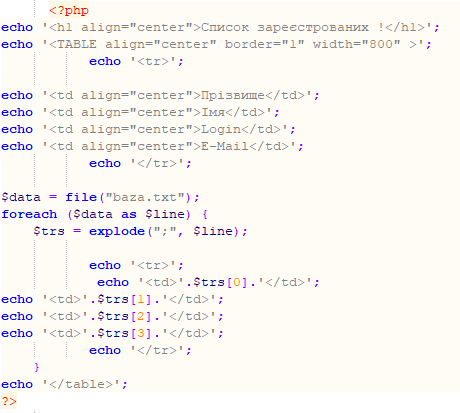 <?php
echo '<h1 align="center">Список зареєстрованих !</h1>';
echo '<TABLE align="center" border="1" width="800" >';
echo '<tr>';
echo '<td align="center">Прізвище</td>';
echo '<td align="center">Імя</td>';
echo '<td align="center">Login</td>';
echo '<td align="center">E-Mail</td>';
echo '</tr>';
$data = file("baza.txt");
foreach ($data as $line) {
$trs = explode(";", $line);
echo '<tr>';
echo '<td>'.$trs[0].'</td>';
echo '<td>'.$trs[1].'</td>';
echo '<td>'.$trs[2].'</td>';
echo '<td>'.$trs[3].'</td>';
echo '</tr>';
}
echo '</table>';
?>